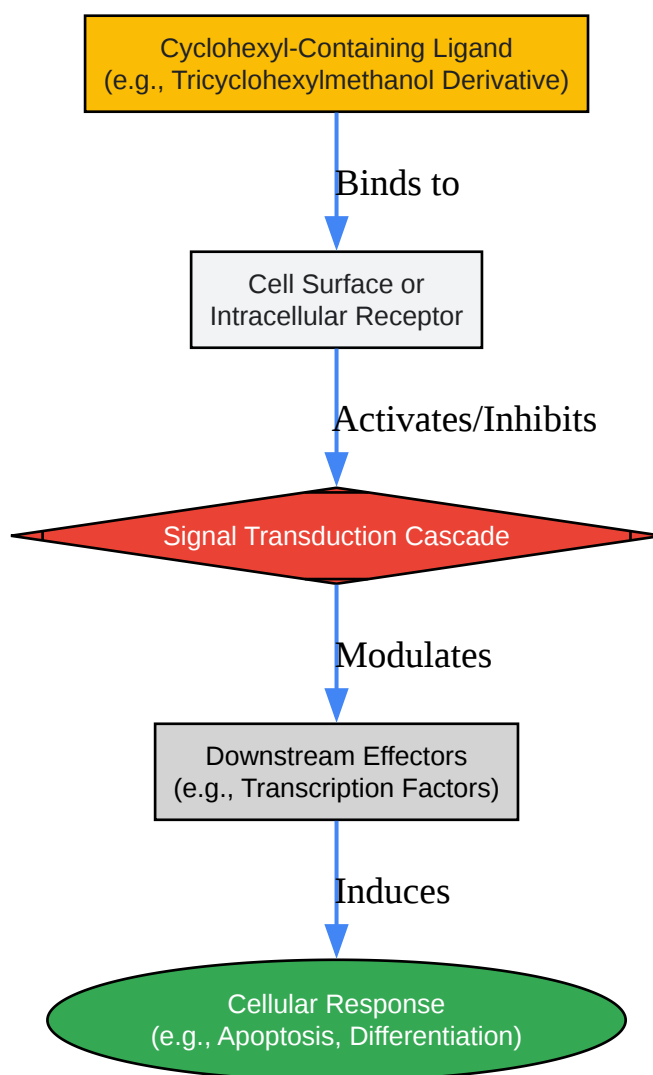 Cyclohexyl-Containing Ligand
(e.g., Tricyclohexylmethanol Derivative)
Binds to
Cell Surface or
Intracellular Receptor
Activates/Inhibits
Signal Transduction Cascade
Modulates
Downstream Effectors
(e.g., Transcription Factors)
Induces
Cellular Response
(e.g., Apoptosis, Differentiation)